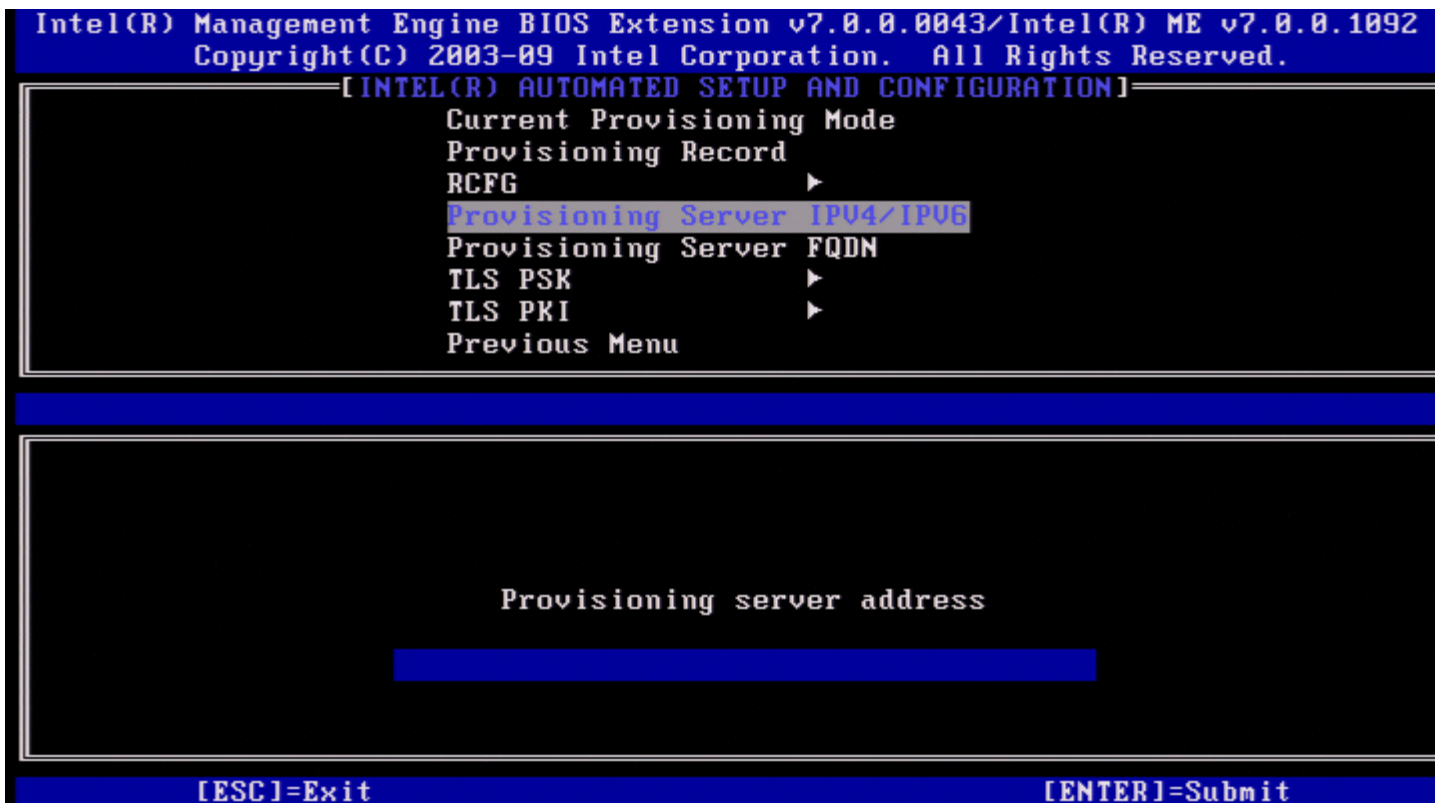 Intel(R) Management Engine BIOS Extension v7.0.0.0043/Intel(R) ME v7.0.0.1092
Copyright(C) 2003-09 Intel Corporation. All Rights Reserved.
[INTEL(R) AUTOMATED SETUP AND CONFIGURATION]
Current Provisioning Mode
Provisioning Record
RCFG ►
Provisioning Server IPV4/IPV6
Provisioning Server FQDN
TLS PSK ►
TLS PKI ►
Previous Menu
Provisioning server address
[ESC]=Exit [ENTER]=Submit